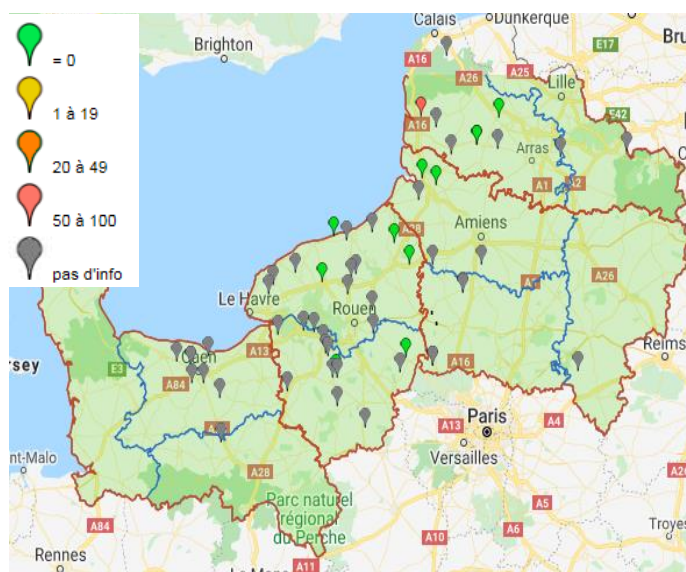 = 0
1 à 19
20 à 49
50 à 100
pas d'info
Calais
Dunkerque
Brighton
A16
A26
A25
E17
Bru
Lille
A16
E42
Arras
A1
A2
A28
Amiens
A26
Le Havre
Rouen
Reims
ersey
Caen
A13
E3
A84
A16
Paris
A13
A4
Versailles
nt-Malo
A28
Parc naturel
régional
du Perche
A84
A10
A6
A5
A26
Troyes
Rennes
A11